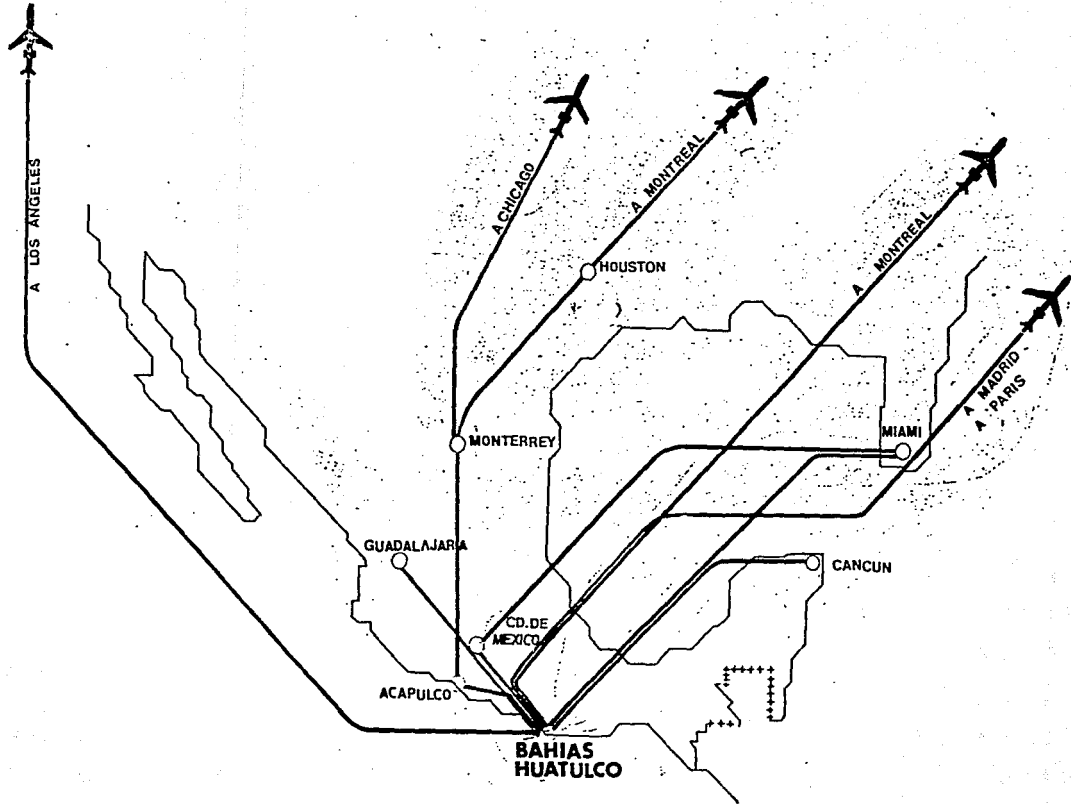 A LOS ANGELES
A CHICAGO
A MONTREAL
HOUSTON
A MONTREAL
A MADRID
A PARIS
MIAMI
MONTERREY
GUADALAJARA
CANCUN
CD. DE
MEXICO
ACAPULCO
BAHIAS
HUATULCO